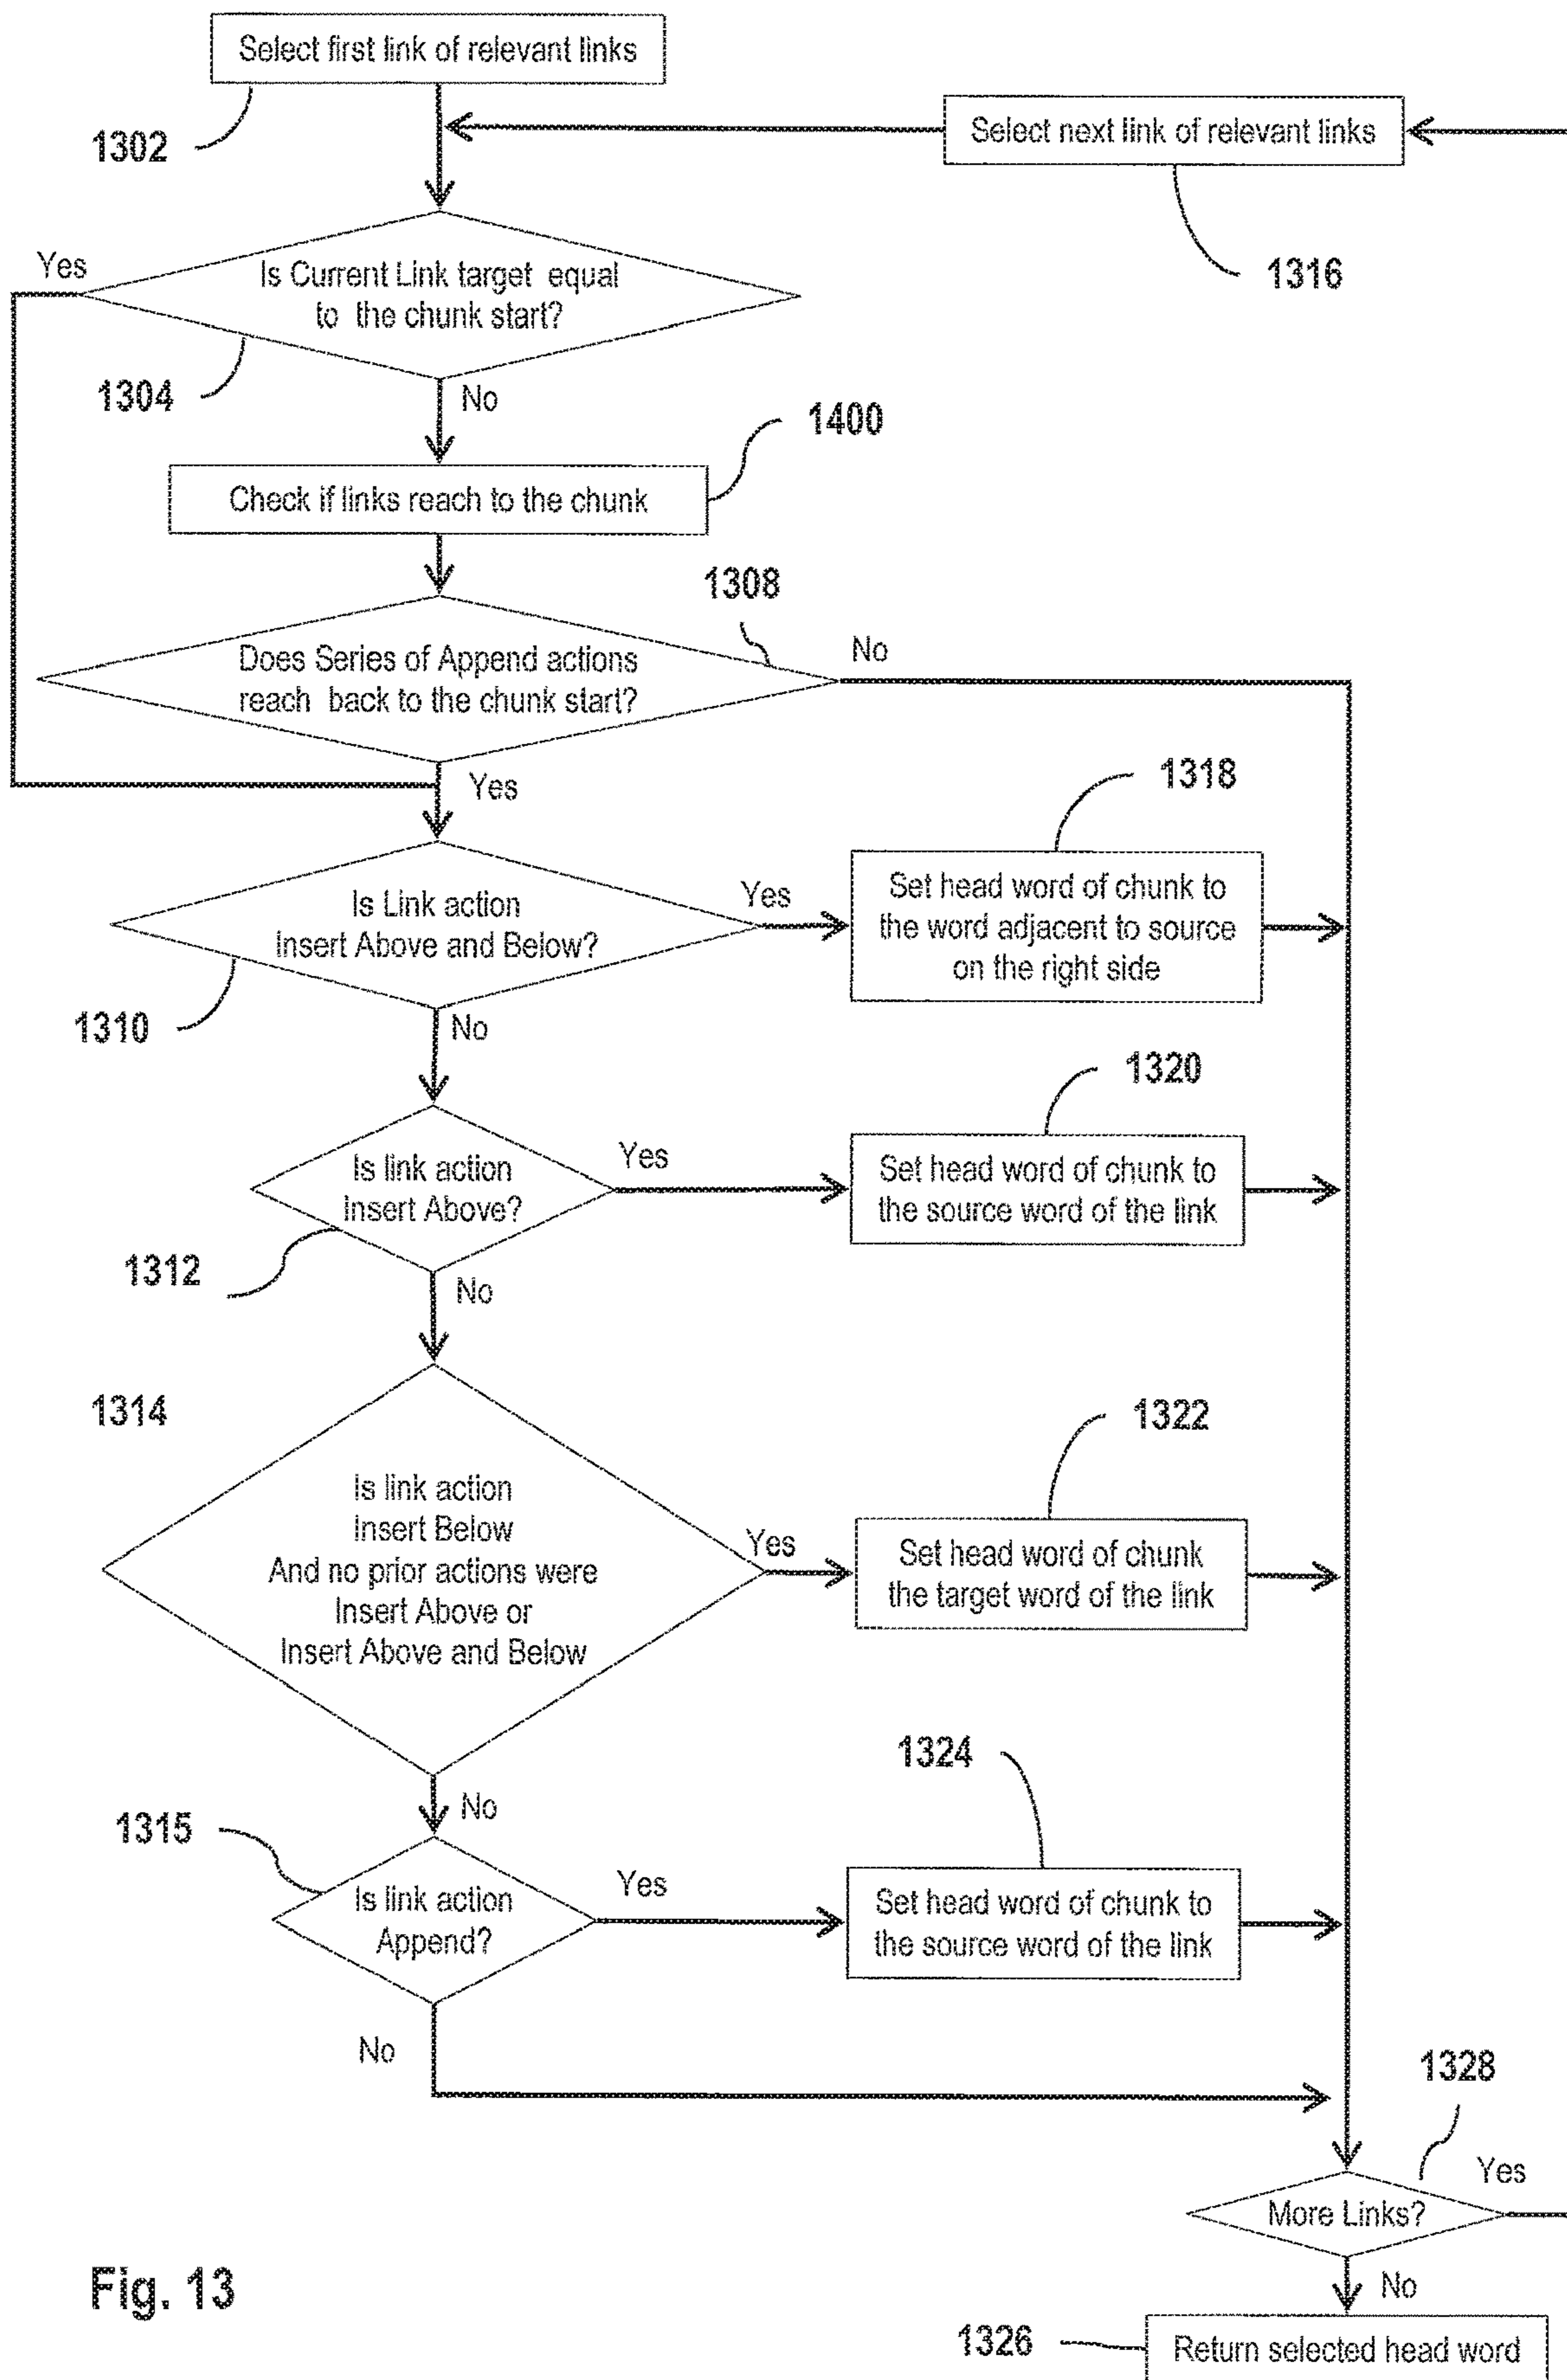 Select first link of relevant links
1302
Select next link of relevant links
1316
Yes
Is Current Link target equal
to the chunk start?
1304
No
1400
Check if links reach to the chunk
1308
Does Series of Append actions
reach back to the chunk start?
No
Yes
1318
Is Link action
Insert Above and Below?
Yes
Set head word of chunk to
the word adjacent to source
on the right side
1310
No
1320
Is link action
Insert Above?
Yes
Set head word of chunk to
the source word of the link
1312
No
1314
1322
Is link action
Insert Below
And no prior actions were
Insert Above or
Insert Above and Below
Yes
Set head word of chunk
the target word of the link
No
1324
1315
Is link action
Append?
Yes
Set head word of chunk to
the source word of the link
No
1328
More Links?
Yes
No
Fig. 13
1326
Return selected head word